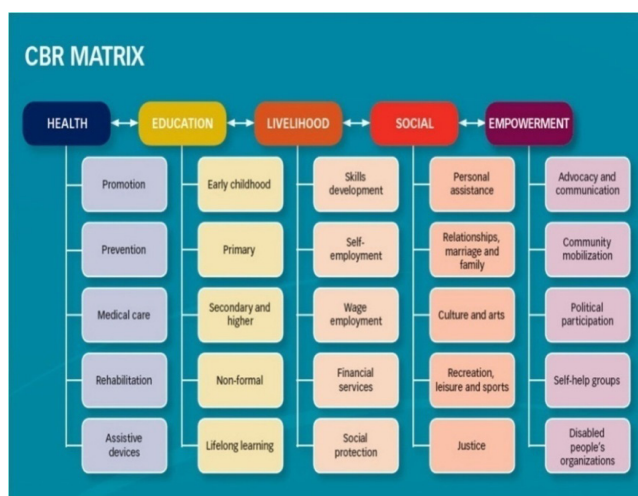 CBR MATRIX
HEALTH
EDUCATION
LIVELIHOOD
SOCIAL
EMPOWERMENT
Promotion
Prevention
Medical care
Rehabilitation
Assistive
devices
Early childhood
Primary
Secondary and
higher
Non-formal
Lifelong learning
Skills
development
Self-
employment
Wage
employment
Financial
services
Social
protection
Personal
assistance
Relationships,
marriage and
family
Culture and arts
Recreation,
leisure and sports
Justice
Advocacy and
communication
Community
mobilization
Political
participation
Self-help groups
Disabled
people's
organizations